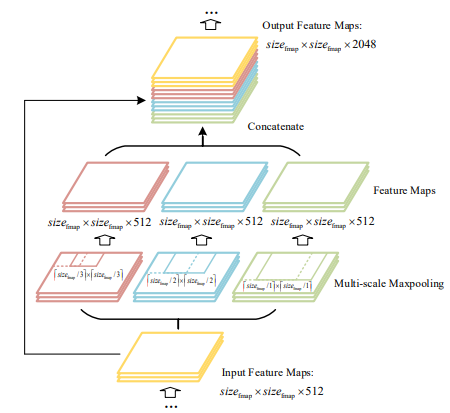 ...
Output Feature Maps:
size_fmap × size_fmap × 2048
Concatenate
Feature Maps
size_fmap × size_fmap × 512 size_fmap × size_fmap × 512 size_fmap × size_fmap × 512
⌈size_fmap / 3⌉×⌈size_fmap / 3⌉ ⌈size_fmap / 2⌉×⌈size_fmap / 2⌉ ⌈size_fmap / 1⌉×⌈size_fmap / 1⌉
Multi-scale Maxpooling
Input Feature Maps:
size_fmap × size_fmap × 512
...